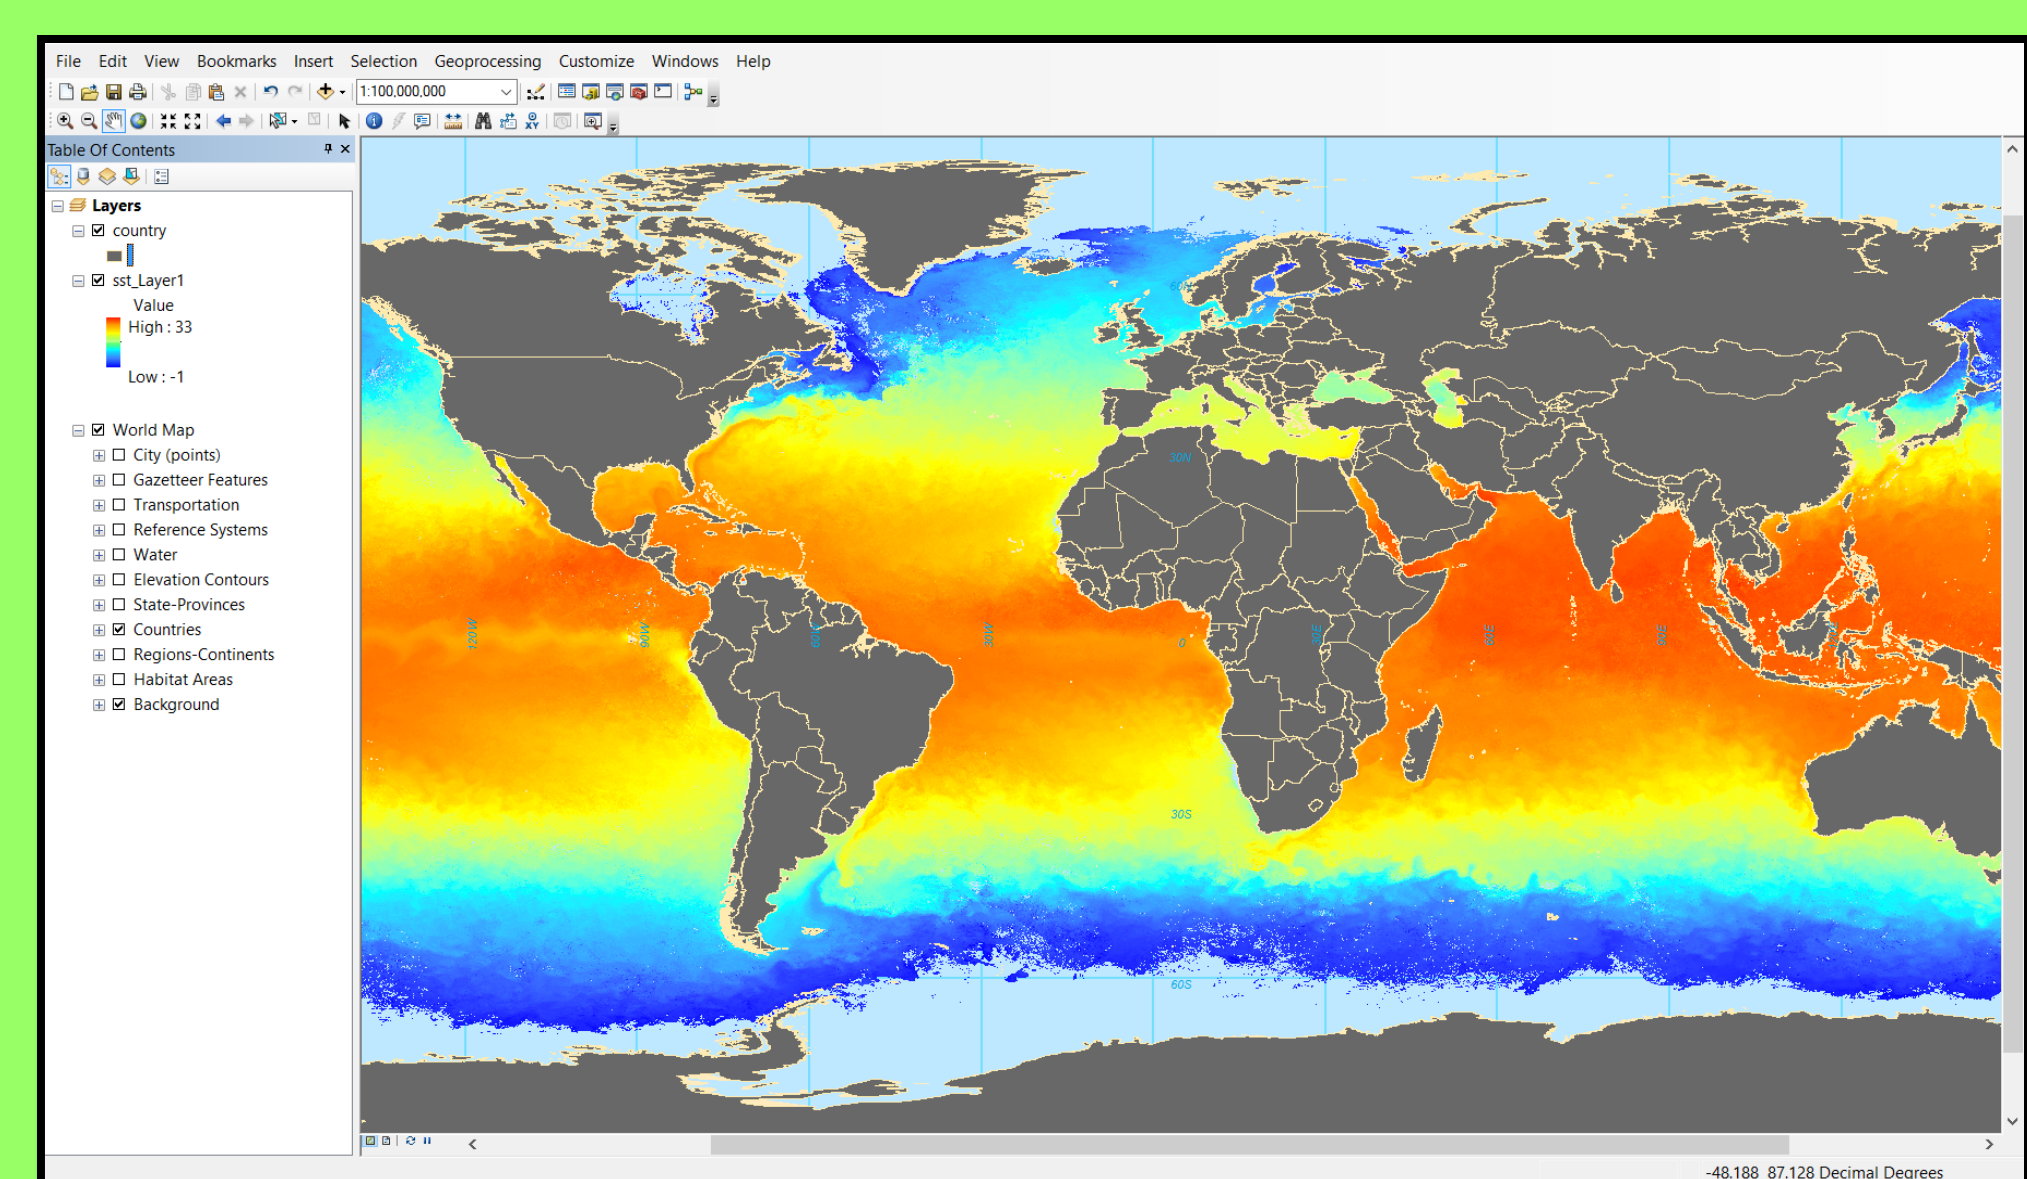 File Edit View Bookmarks Insert Selection Geoprocessing Customize Windows Help
1:100,000,000
XY
Table Of Contents
Layers
country
sst_Layer1
Value
High : 33
Low : -1
World Map
City (points)
Gazetteer Features
Transportation
Reference Systems
Water
Elevation Contours
State-Provinces
Countries
Regions-Continents
Habitat Areas
Background
60N
30N
120W 90W 60W 30W 0 30E 60E 90E
30S
60S
-48.188 87.128 Decimal Degrees